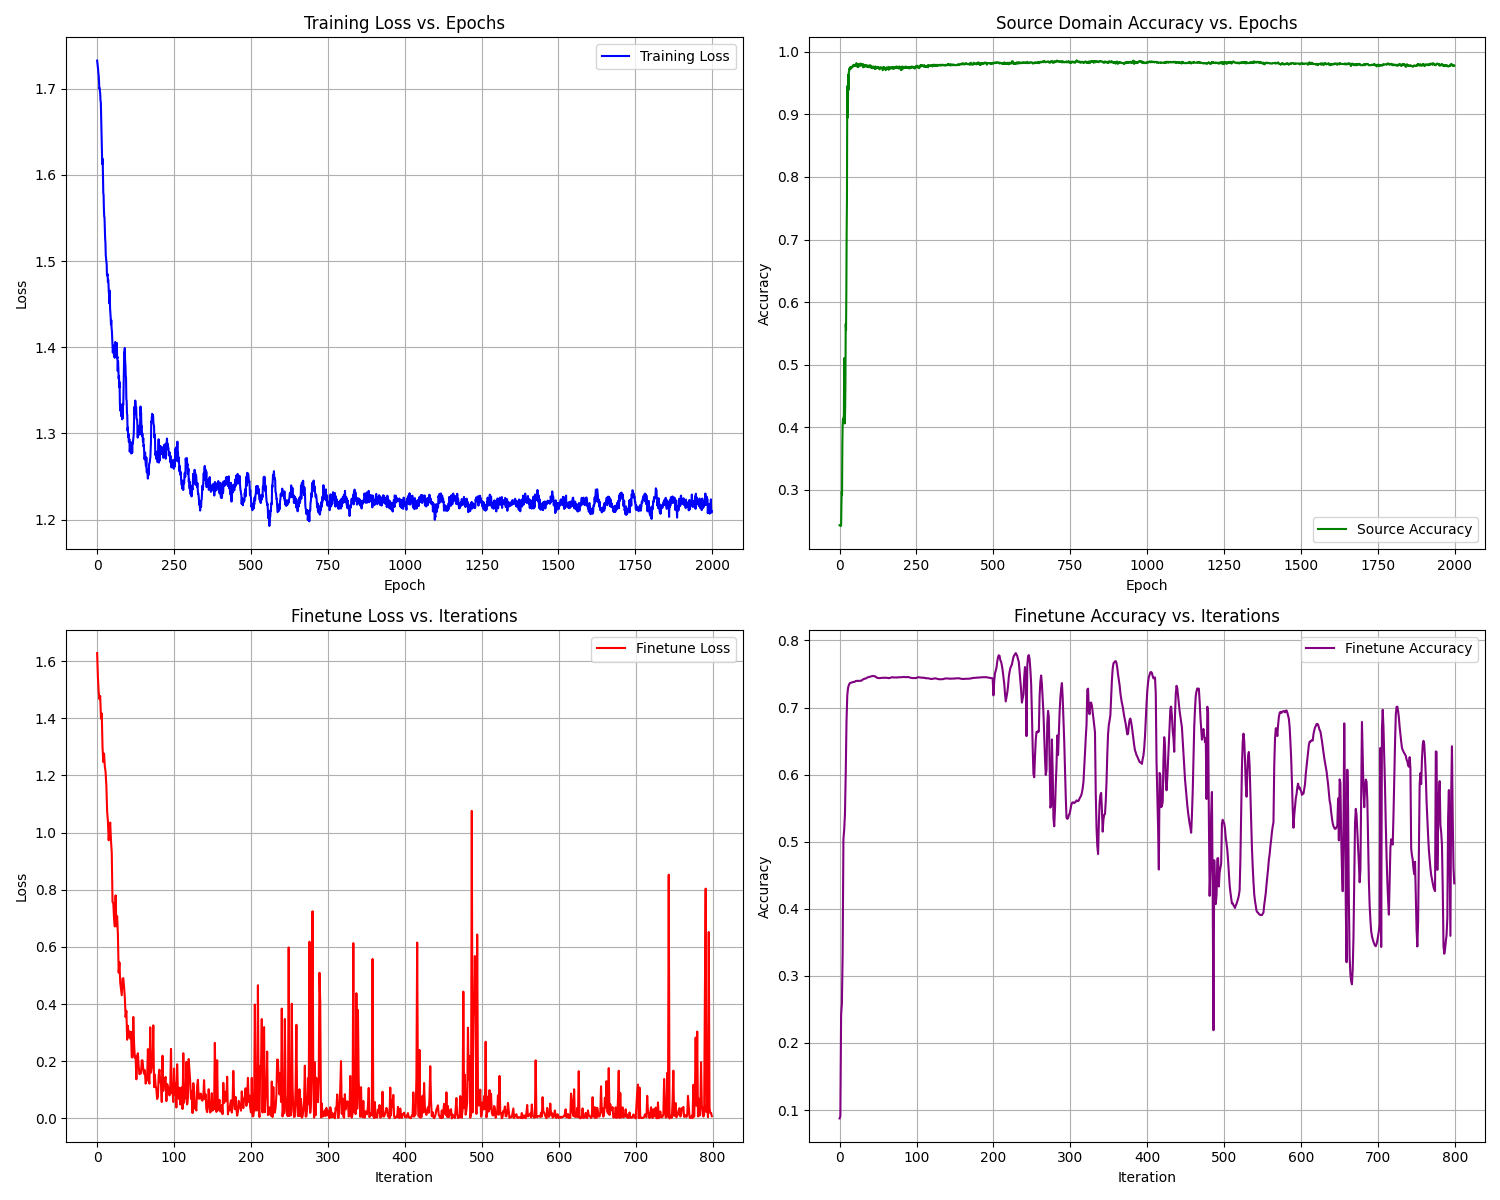 Training Loss vs. Epochs
Training Loss
1.7
1.6
1.5
1.4
1.3
1.2
Loss
0 250 500 750 1000 1250 1500 1750 2000
Epoch
Source Domain Accuracy vs. Epochs
1.0
0.9
0.8
0.7
0.6
0.5
0.4
0.3
Accuracy
Source Accuracy
0 250 500 750 1000 1250 1500 1750 2000
Epoch
Finetune Loss vs. Iterations
Finetune Loss
1.6
1.4
1.2
1.0
0.8
0.6
0.4
0.2
0.0
Loss
0 100 200 300 400 500 600 700 800
Iteration
Finetune Accuracy vs. Iterations
Finetune Accuracy
0.8
0.7
0.6
0.5
0.4
0.3
0.2
0.1
Accuracy
0 100 200 300 400 500 600 700 800
Iteration